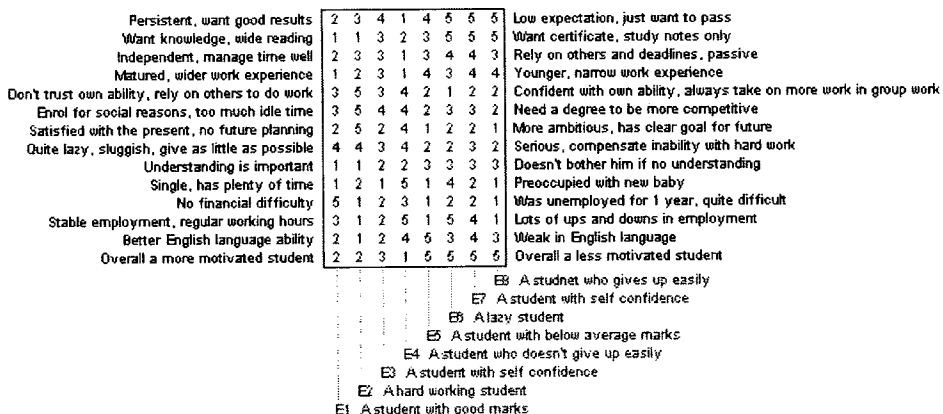 Persistent, want good results 2 3 4 1 4 5 5 5 Low expectation, just want to pass
Want knowledge, wide reading 1 1 3 2 3 5 5 5 Want certificate, study notes only
Independent, manage time well 2 3 3 1 3 4 4 3 Rely on others and deadlines, passive
Matured, wider work experience 1 2 3 1 4 3 4 4 Younger, narrow work experience
Don't trust own ability, rely on others to do work 3 5 3 4 2 1 2 2 Confident with own ability, always take on more work in group work
Enrol for social reasons, too much idle time 3 5 4 4 2 3 3 2 Need a degree to be more competitive
Satisfied with the present, no future planning 2 5 2 4 1 2 2 1 More ambitious, has clear goal for future
Quite lazy, sluggish, give as little as possible 4 4 3 4 2 2 3 2 Serious, compensate inability with hard work
Understanding is important 1 1 2 2 3 3 3 3 Doesn't bother him if no understanding
Single, has plenty of time 1 2 1 5 1 4 2 1 Preoccupied with new baby
No financial difficulty 5 1 2 3 1 2 2 1 Was unemployed for 1 year, quite difficult
Stable employment, regular working hours 3 1 2 5 1 5 4 1 Lots of ups and downs in employment
Better English language ability 2 1 2 4 5 3 4 3 Weak in English language
Overall a more motivated student 2 2 3 1 5 5 5 5 Overall a less motivated student
E8 A studnet who gives up easily
E7 A student with self confidence
E6 A lazy student
E5 A student with below average marks
E4 A student who doesn't give up easily
E3 A student with self confidence
E2 A hard working student
E1 A student with good marks